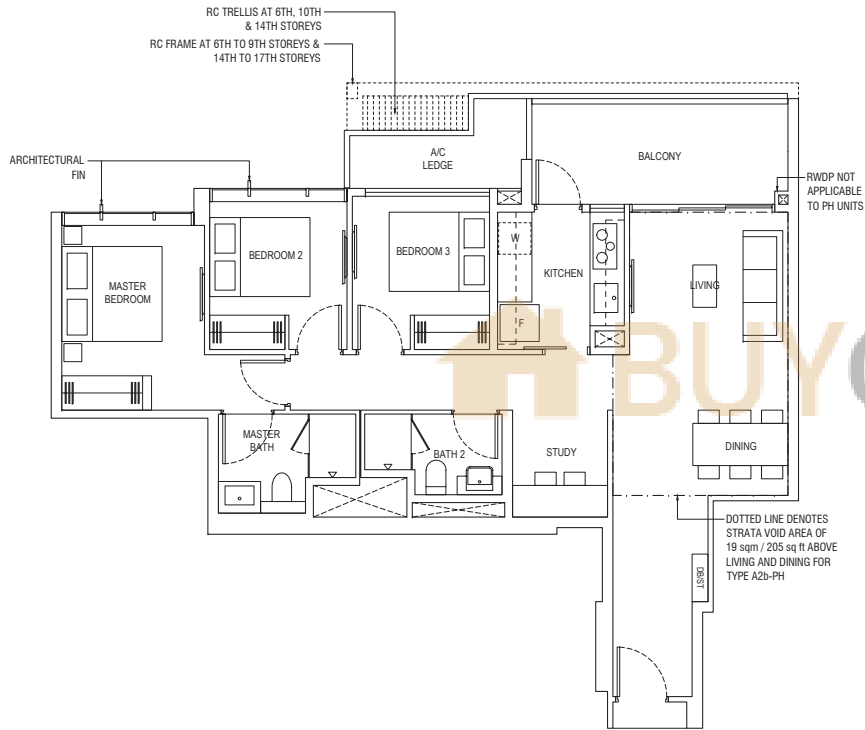 RC TRELLIS AT 6TH, 10TH
& 14TH STOREYS
RC FRAME AT 6TH TO 9TH STOREYS &
14TH TO 17TH STOREYS
ARCHITECTURAL
FIN
A/C
LEDGE
BALCONY
RWDP NOT
APPLICABLE
TO PH UNITS
MASTER
BEDROOM
BEDROOM 2
BEDROOM 3
W
KITCHEN
F
LIVING
BUY
MASTER
BATH
BATH 2
STUDY
DINING
DOTTED LINE DENOTES
STRATA VOID AREA OF
19 sqm / 205 sq ft ABOVE
LIVING AND DINING FOR
TYPE A2b-PH
DB/ST